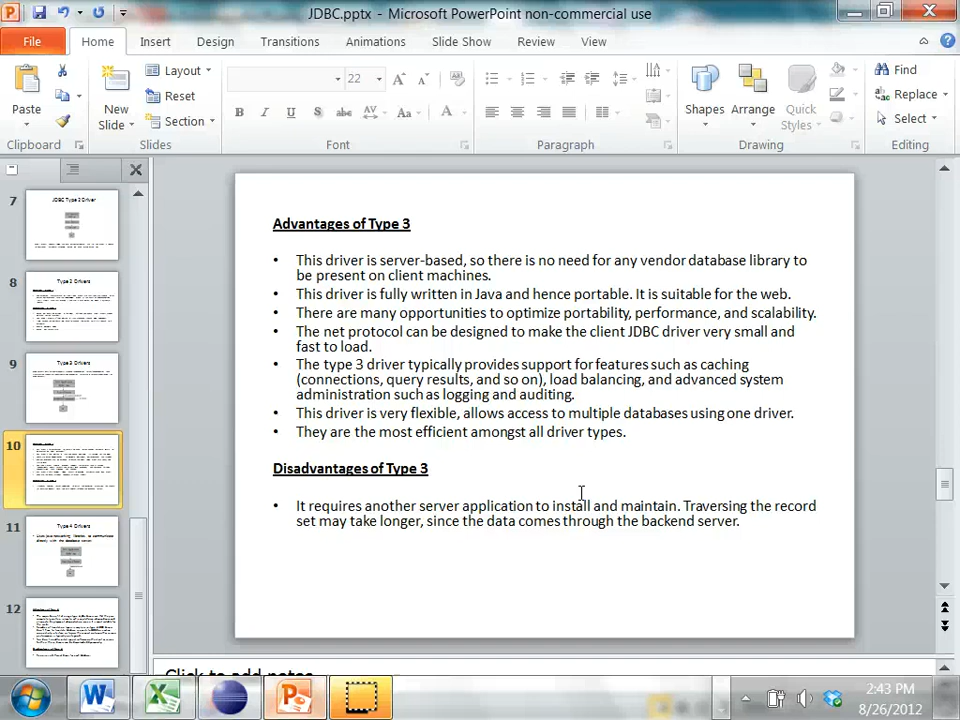 JDBC.pptx - Microsoft PowerPoint non-commercial use
File Home Insert Design Transitions Animations Slide Show Review View
Paste
Clipboard
New
Slide
Layout
Reset
Section
Slides
22
B I U S abc AV Aa A
Font
Paragraph
Shapes
Arrange
Quick
Styles
Drawing
Find
Replace
Select
Editing
7
JDBC Type 2 Driver
8
9
10
11
12
Advantages of Type 3
• This driver is server-based, so there is no need for any vendor database library to
be present on client machines.
• This driver is fully written in Java and hence portable. It is suitable for the web.
• There are many opportunities to optimize portability, performance, and scalability.
• The net protocol can be designed to make the client JDBC driver very small and
fast to load.
• The type 3 driver typically provides support for features such as caching
(connections, query results, and so on), load balancing, and advanced system
administration such as logging and auditing.
• This driver is very flexible, allows access to multiple databases using one driver.
• They are the most efficient amongst all driver types.
Disadvantages of Type 3
• It requires another server application to install and maintain. Traversing the record
set may take longer, since the data comes through the backend server.
Click to add notes
2:43 PM
8/26/2012